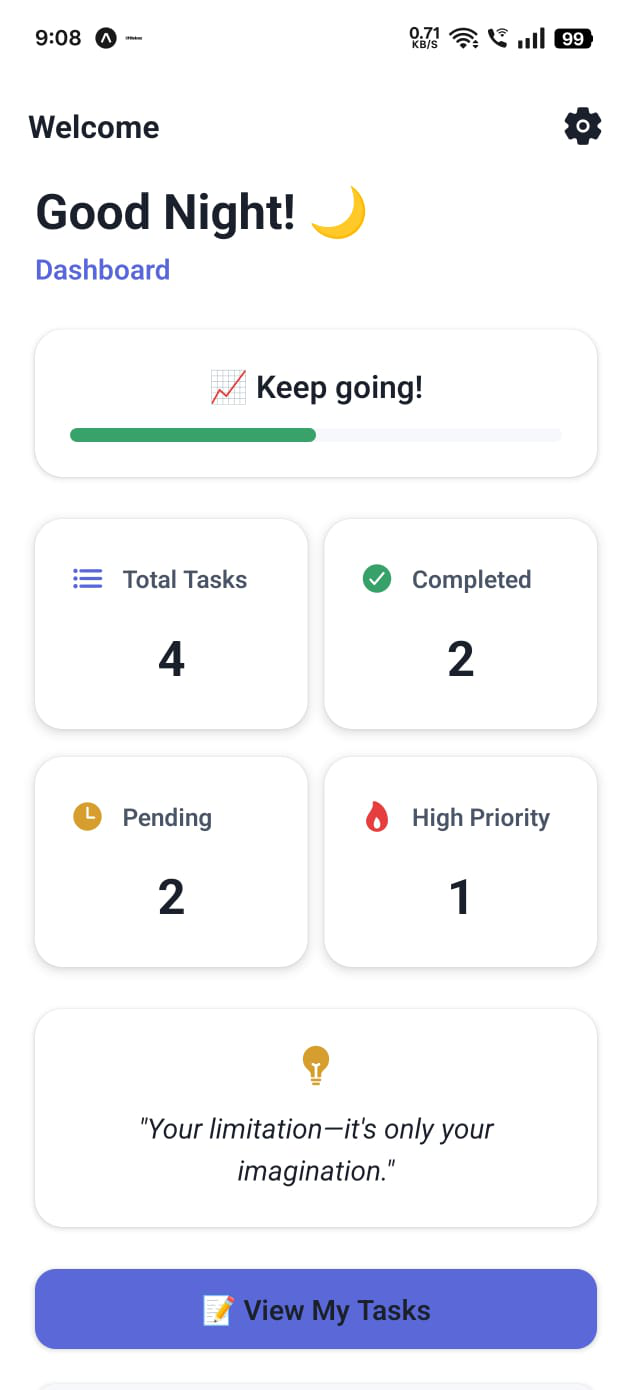 9:08
0.71
KB/S
99
Welcome
Good Night! 🌙
Dashboard
📈 Keep going!
Total Tasks
4
Completed
2
Pending
2
High Priority
1
"Your limitation—it's only your
imagination."
📝 View My Tasks